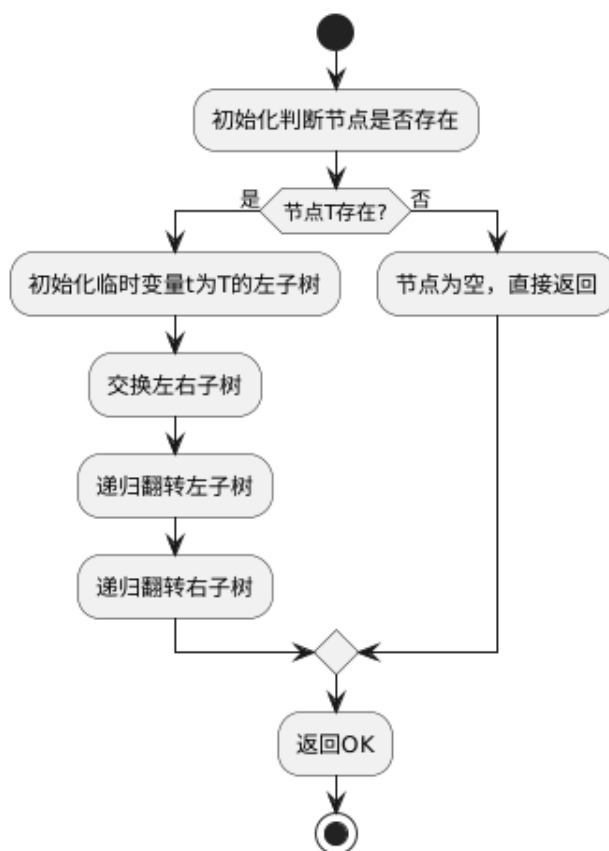 初始化判断节点是否存在
是
节点T存在?
否
初始化临时变量t为T的左子树
节点为空，直接返回
交换左右子树
递归翻转左子树
递归翻转右子树
返回OK